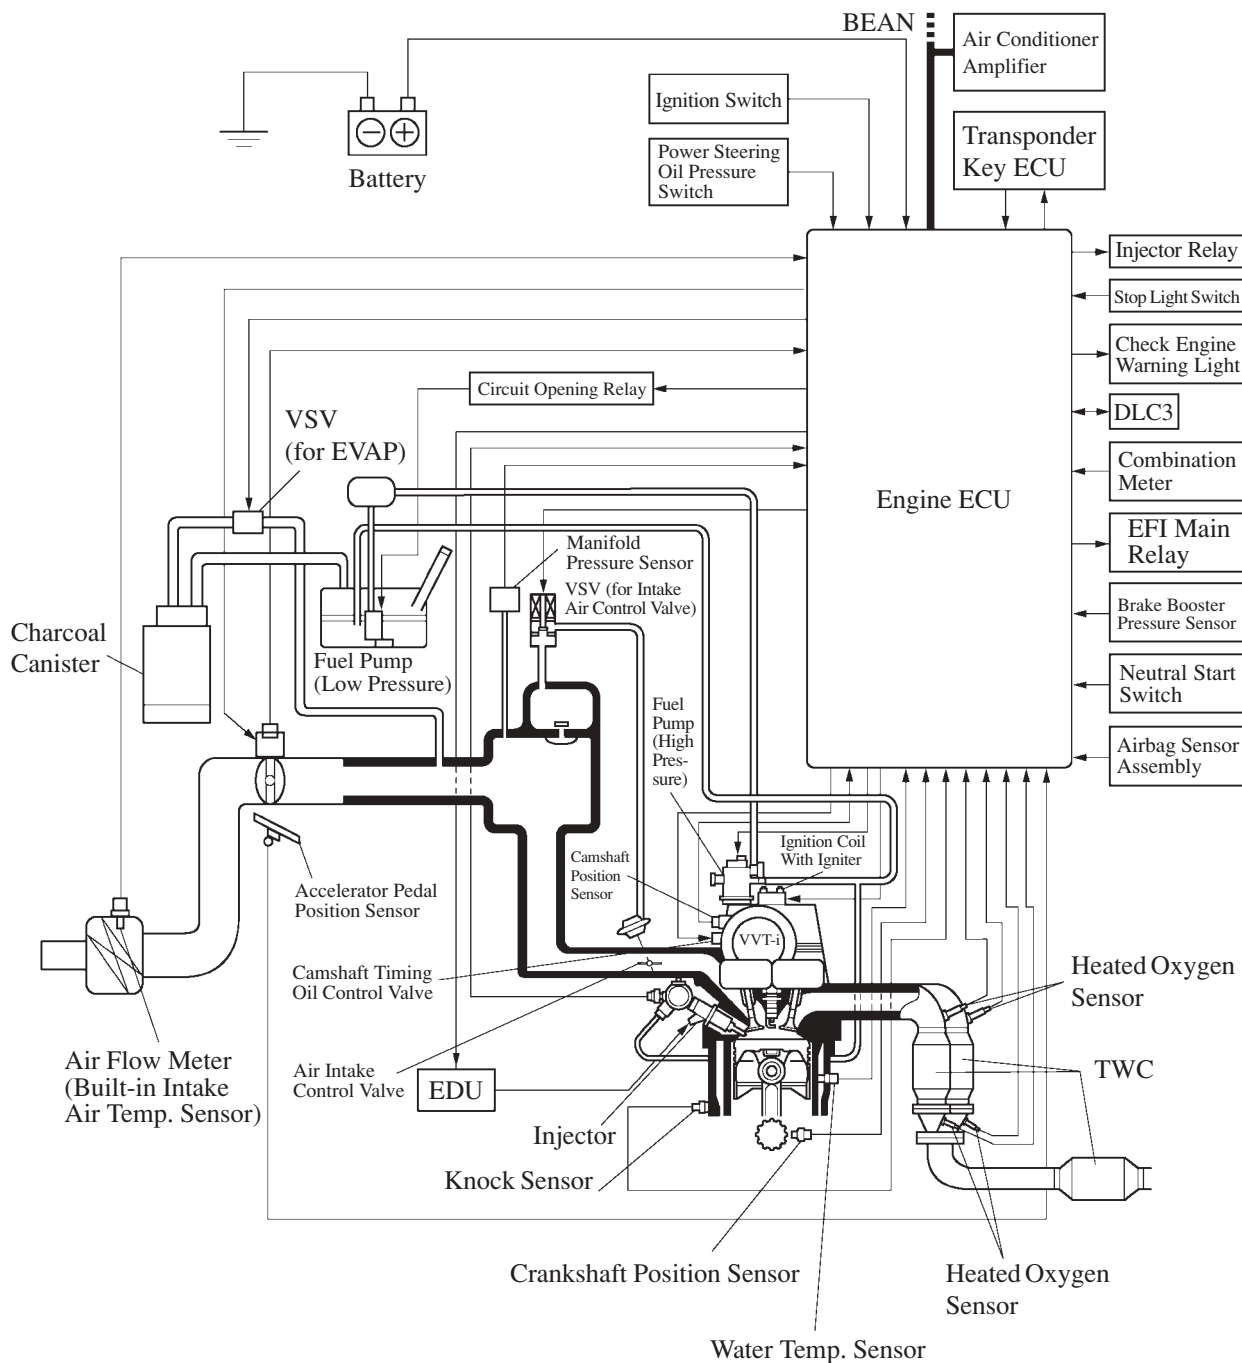 BEAN
Air Conditioner
Amplifier
Ignition Switch
Transponder
Key ECU
Power Steering
Oil Pressure
Switch
Battery
Injector Relay
Stop Light Switch
Check Engine
Warning Light
Circuit Opening Relay
DLC3
VSV
(for EVAP)
Combination
Meter
Engine ECU
EFI Main
Relay
Manifold
Pressure Sensor
VSV (for Intake
Air Control Valve)
Brake Booster
Pressure Sensor
Charcoal
Canister
Fuel Pump
(Low Pressure)
Neutral Start
Switch
Fuel
Pump
(High
Pres-
sure)
Airbag Sensor
Assembly
Ignition Coil
With Igniter
Camshaft
Position
Sensor
Accelerator Pedal
Position Sensor
VVT-i
Camshaft Timing
Oil Control Valve
Heated Oxygen
Sensor
Air Flow Meter
(Built-in Intake
Air Temp. Sensor)
Air Intake
Control Valve
EDU
TWC
Injector
Knock Sensor
Crankshaft Position Sensor
Heated Oxygen
Sensor
Water Temp. Sensor